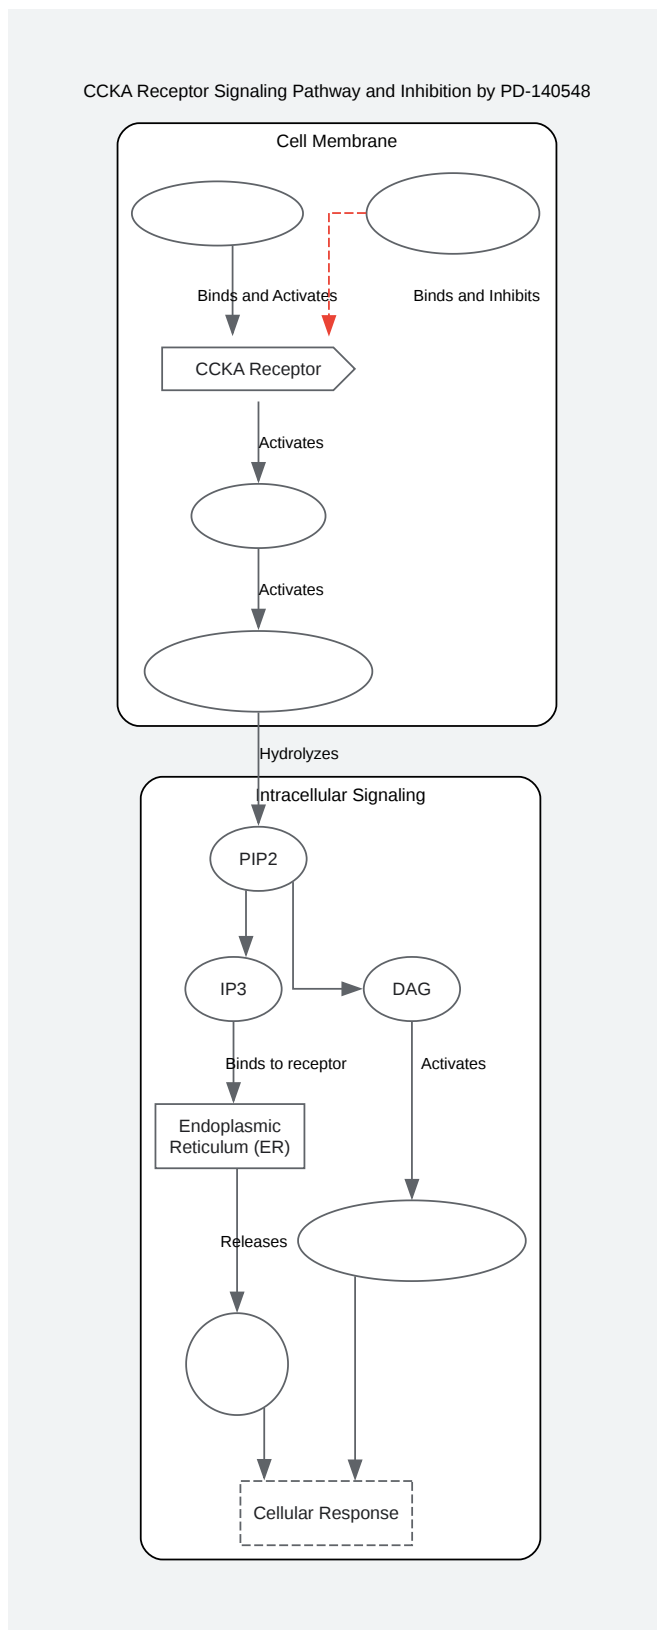 CCKA Receptor Signaling Pathway and Inhibition by PD-140548
Cell Membrane
Binds and Activates
Binds and Inhibits
CCKA Receptor
Activates
Activates
Hydrolyzes
Intracellular Signaling
PIP2
IP3
DAG
Binds to receptor
Activates
Endoplasmic
Reticulum (ER)
Releases
Cellular Response